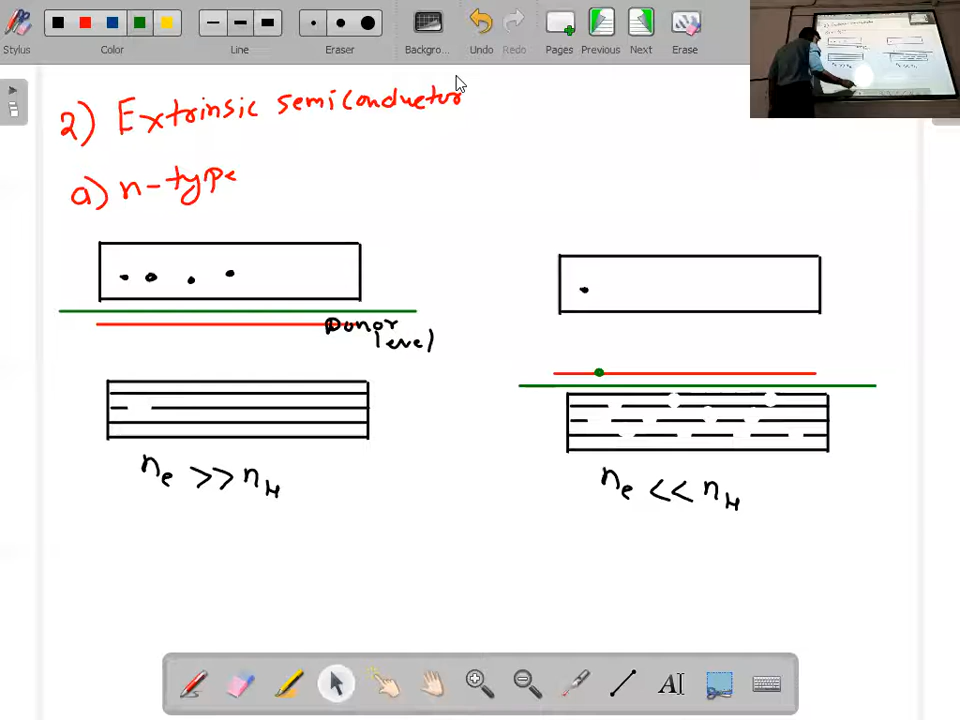 Stylus
Color
Line
Eraser
Backgro...
Undo
Redo
Pages
Previous
Next
Erase
2) Extrinsic semiconductor
a) n-type
Donor
level
ne >> nH
ne << nH